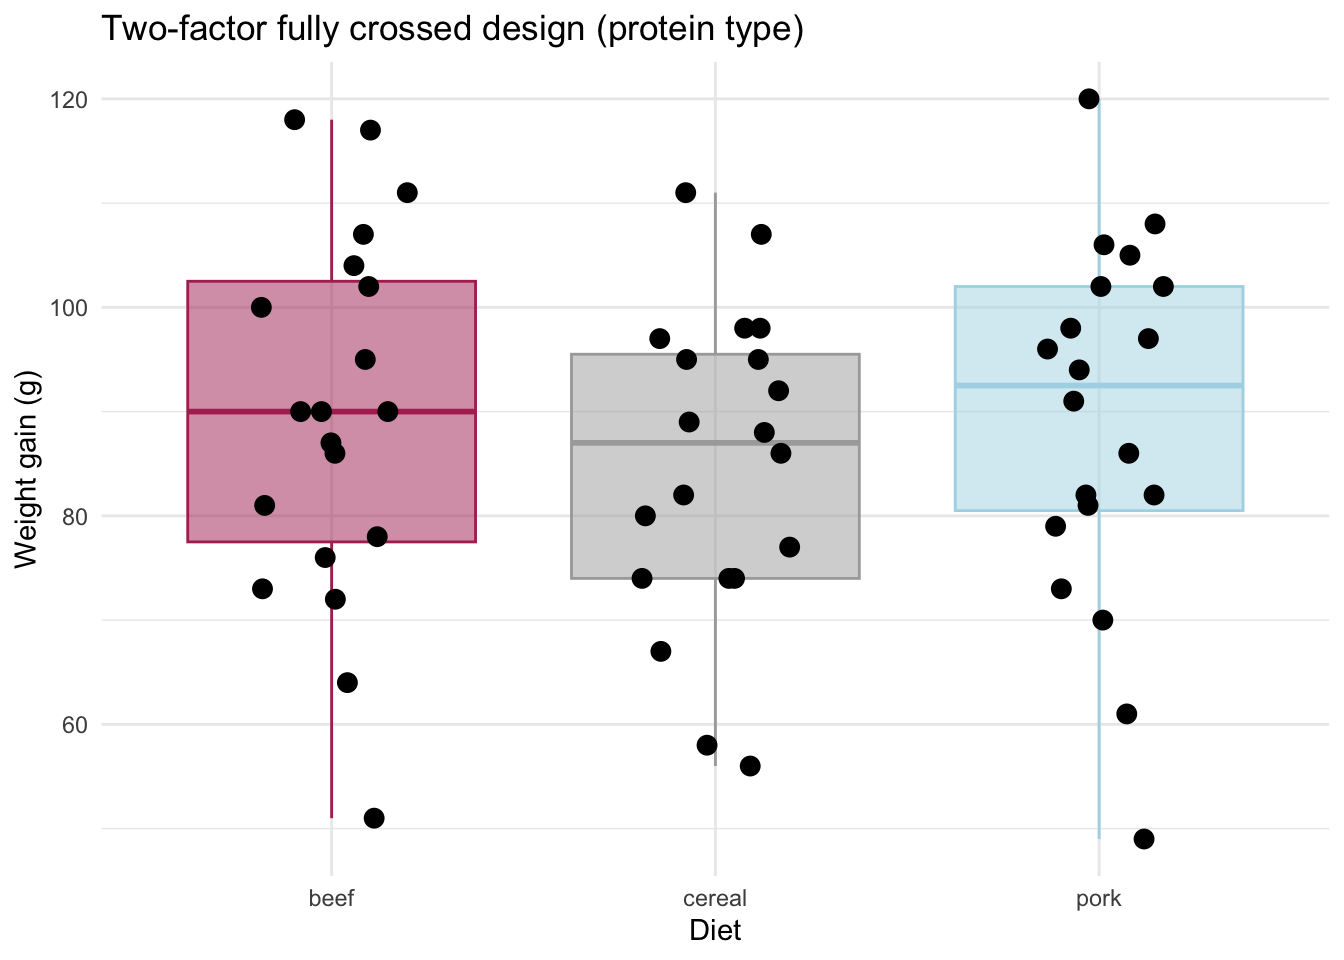 Two-factor fully crossed design (protein type)
120
100
80
60
Weight gain (g)
beef cereal pork
Diet